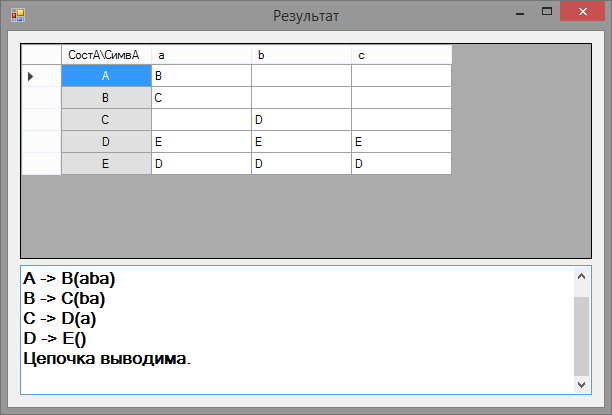 Результат
СостА\СимвА a b c
A B
B C
C D
D E E E
E D D D
A -> B(aba)
B -> C(ba)
C -> D(a)
D -> E()
Цепочка выводима.